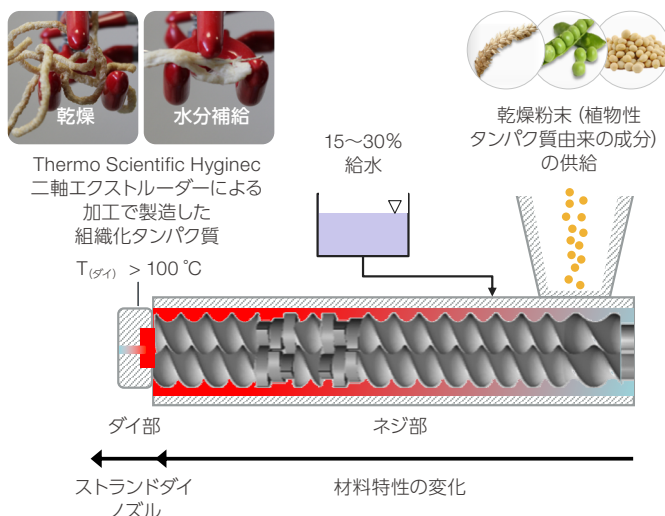 乾燥
水分補給
Thermo Scientific Hyginec
二軸エクストルーダーによる
加工で製造した
組織化タンパク質
T(ダイ) > 100 ℃
15〜30%
給水
乾燥粉末 (植物性
タンパク質由来の成分)
の供給
ダイ部
ネジ部
ストランドダイ
ノズル
材料特性の変化